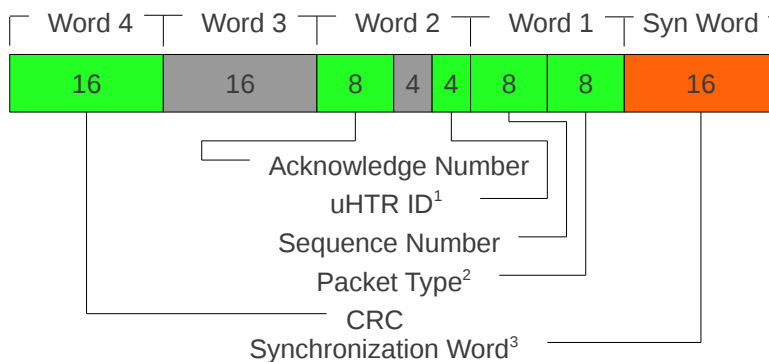 Word 4 Word 3 Word 2 Word 1 Syn Word
16 16 8 4 4 8 8 16
Acknowledge Number
uHTR ID¹
Sequence Number
Packet Type²
CRC
Synchronization Word³